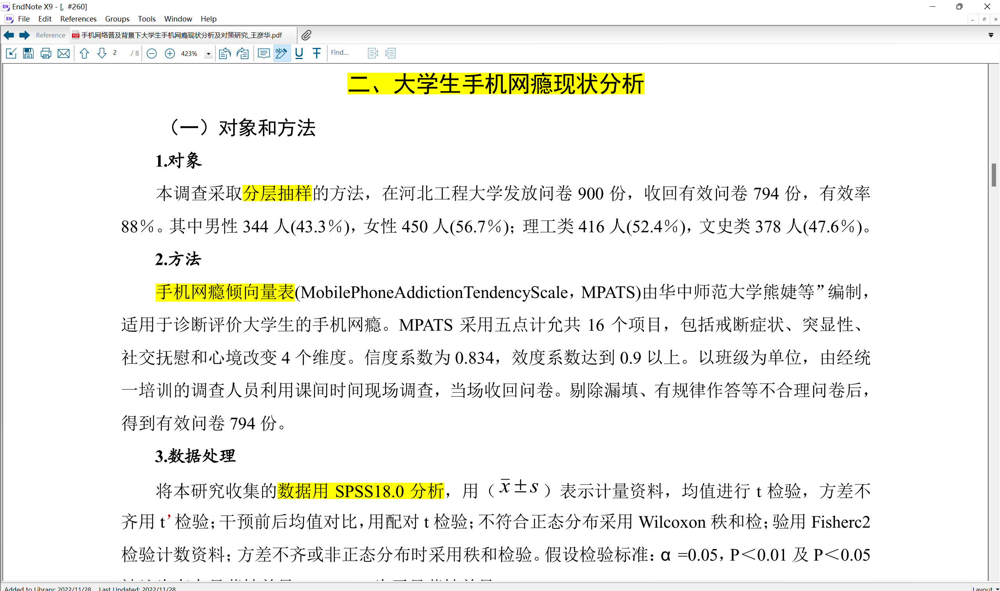 EndNote X9 - [, #260]
File Edit References Groups Tools Window Help
Reference 手机网络普及背景下大学生手机网瘾现状分析及对策研究_王彦华.pdf
2 / 8 423% Find...
二、大学生手机网瘾现状分析
（一）对象和方法
1.对象
本调查采取分层抽样的方法，在河北工程大学发放问卷 900 份，收回有效问卷 794 份，有效率
88%。其中男性 344 人(43.3%)，女性 450 人(56.7%)；理工类 416 人(52.4%)，文史类 378 人(47.6%)。
2.方法
手机网瘾倾向量表(MobilePhoneAddictionTendencyScale，MPATS)由华中师范大学熊婕等”编制，
适用于诊断评价大学生的手机网瘾。MPATS 采用五点计允共 16 个项目，包括戒断症状、突显性、
社交抚慰和心境改变 4 个维度。信度系数为 0.834，效度系数达到 0.9 以上。以班级为单位，由经统
一培训的调查人员利用课间时间现场调查，当场收回问卷。剔除漏填、有规律作答等不合理问卷后，
得到有效问卷 794 份。
3.数据处理
将本研究收集的数据用 SPSS18.0 分析，用（x̅±s）表示计量资料，均值进行 t 检验，方差不
齐用 t’检验；干预前后均值对比，用配对 t 检验；不符合正态分布采用 Wilcoxon 秩和检；验用 Fisherc2
检验计数资料；方差不齐或非正态分布时采用秩和检验。假设检验标准：α =0.05，P＜0.01 及 P＜0.05
Added to Library: 2022/11/28 Last Updated: 2022/11/28 Layout